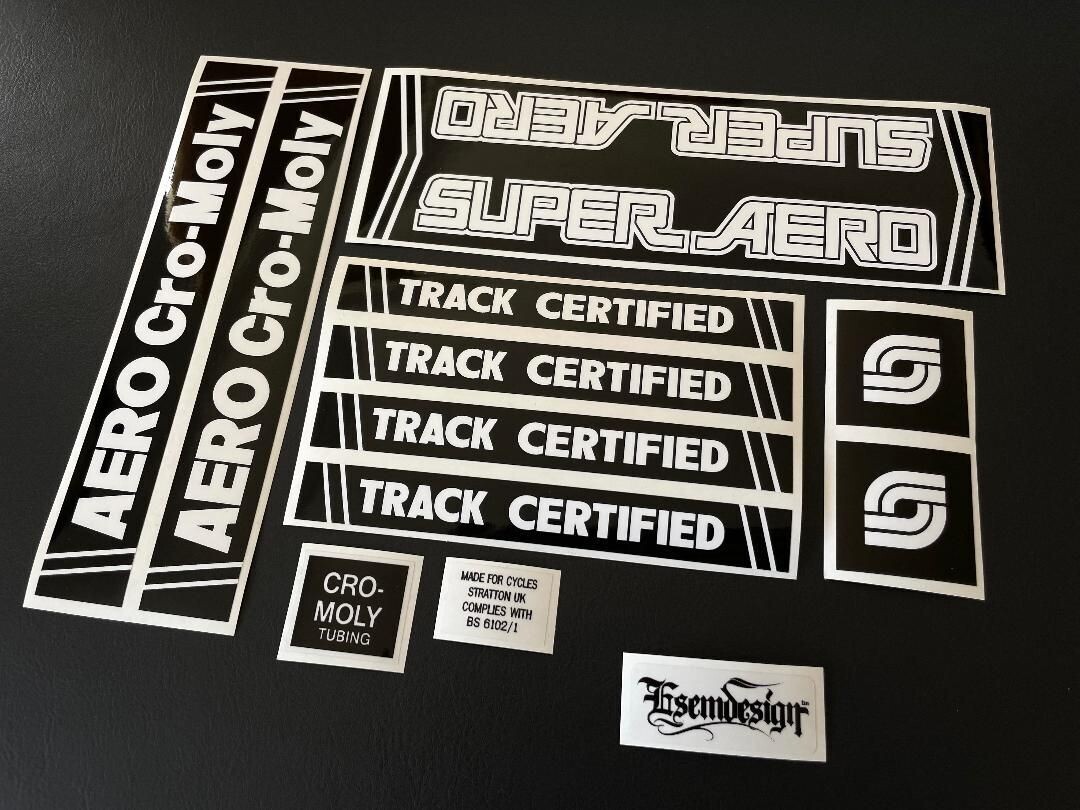 AERO Cro-Moly
AERO Cro-Moly
SUPER AERO
SUPER AERO
TRACK CERTIFIED
TRACK CERTIFIED
TRACK CERTIFIED
TRACK CERTIFIED
CRO-
MOLY
TUBING
MADE FOR CYCLES
STRATTON UK
COMPLIES WITH
BS 6102/1
Esemdesign